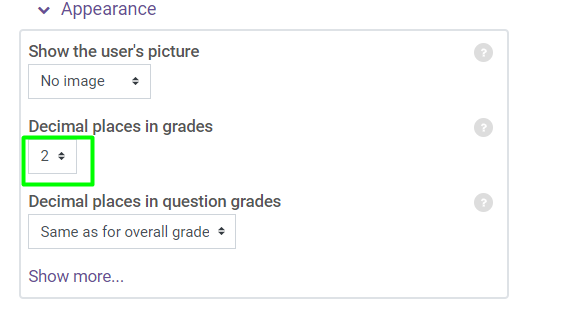 Appearance
Show the user's picture
?
No image
Decimal places in grades
?
2
Decimal places in question grades
?
Same as for overall grade
Show more...